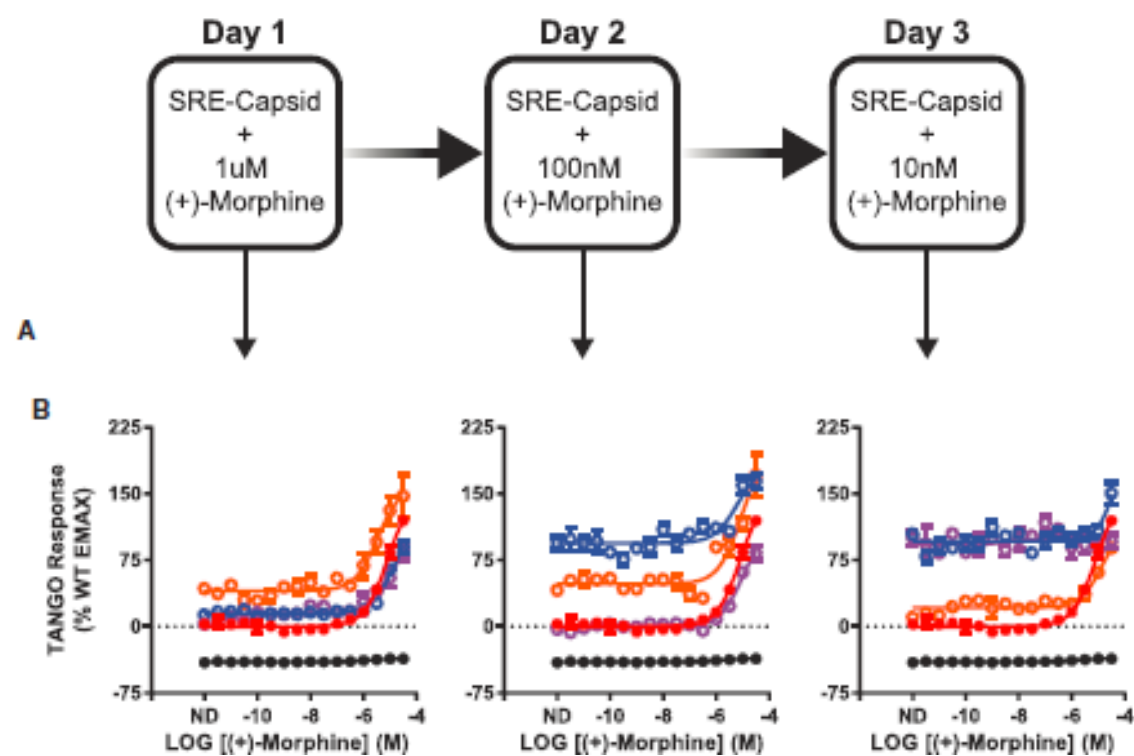 Day 1
Day 2
Day 3
SRE-Capsid
+
1uM
(+)-Morphine
SRE-Capsid
+
100nM
(+)-Morphine
SRE-Capsid
+
10nM
(+)-Morphine
A
B
TANGO Response
(% WT EMAX)
225
150
75
0
-75
ND -10 -8 -6 -4
LOG [(+)-Morphine] (M)
225
150
75
0
-75
ND -10 -8 -6 -4
LOG [(+)-Morphine] (M)
225
150
75
0
-75
ND -10 -8 -6 -4
LOG [(+)-Morphine] (M)